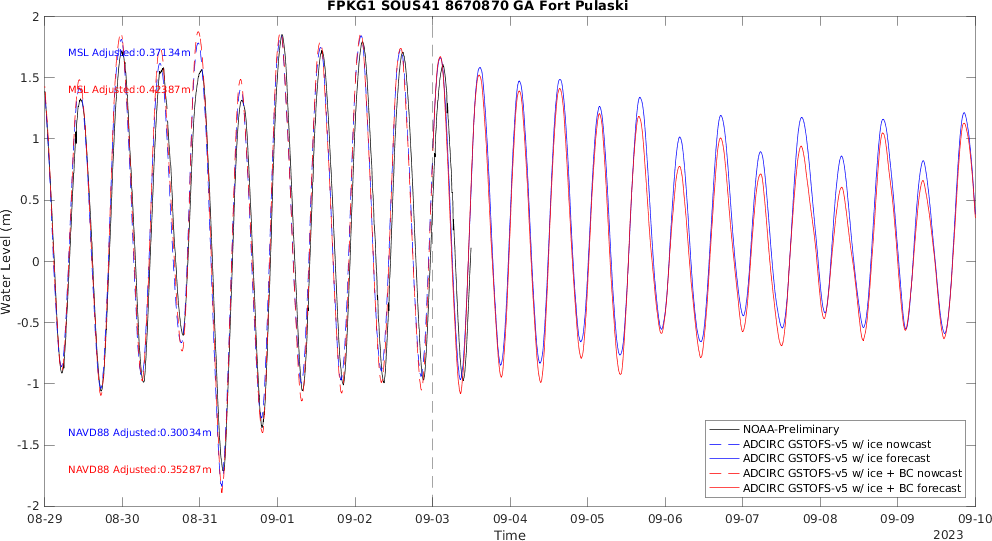 FPKG1 SOUS41 8670870 GA Fort Pulaski
2
1.5
1
0.5
0
-0.5
-1
-1.5
-2
Water Level (m)
MSL Adjusted:0.37134m
MSL Adjusted:0.42387m
NAVD88 Adjusted:0.30034m
NAVD88 Adjusted:0.35287m
NOAA-Preliminary
ADCIRC GSTOFS-v5 w/ ice nowcast
ADCIRC GSTOFS-v5 w/ ice forecast
ADCIRC GSTOFS-v5 w/ ice + BC nowcast
ADCIRC GSTOFS-v5 w/ ice + BC forecast
08-29 08-30 08-31 09-01 09-02 09-03 09-04 09-05 09-06 09-07 09-08 09-09 09-10
Time
2023